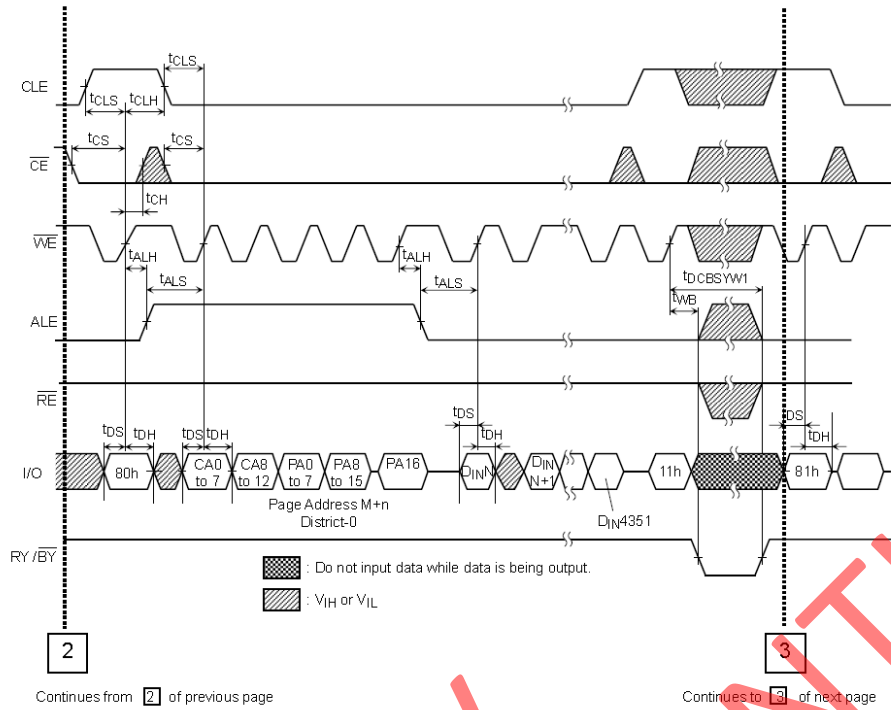 tCLS
CLE
tCLS tCLH
tCS tCS
CE
tCH
WE
tALH tALH
tALS tALS
tDCBSYW1
tWB
ALE
RE
tDS tDH tDS tDH tDS tDH DS tDH
I/O
80h
CA0 to 7
CA8 to 12
PA0 to 7
PA8 to 15
PA16
DINN
DIN N+1
11h
81h
Page Address M+n
District-0
DIN4351
RY /BY
: Do not input data while data is being output.
: VIH or VIL
2
3
Continues from 2 of previous page
Continues to 3 of next page